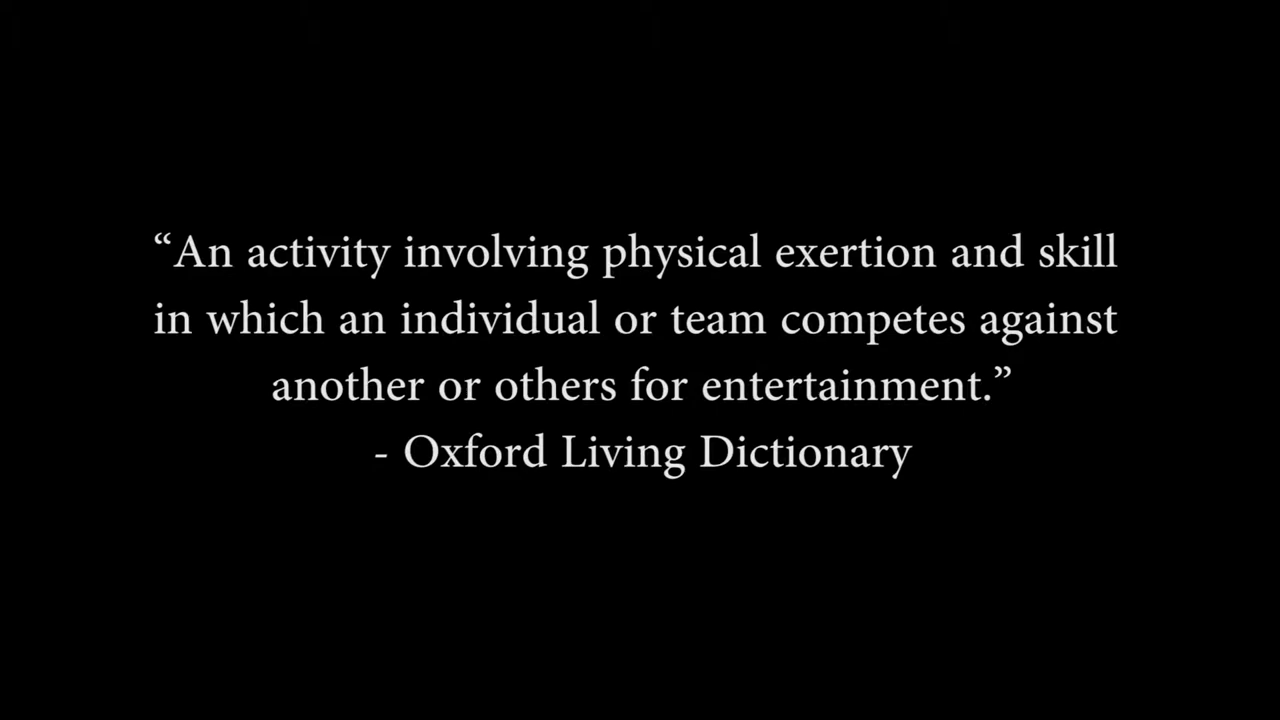 “An activity involving physical exertion and skill
in which an individual or team competes against
another or others for entertainment.”
- Oxford Living Dictionary